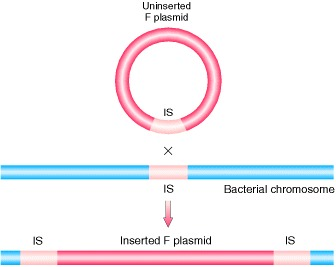 Uninserted
F plasmid
IS
×
IS
Bacterial chromosome
IS
Inserted F plasmid
IS